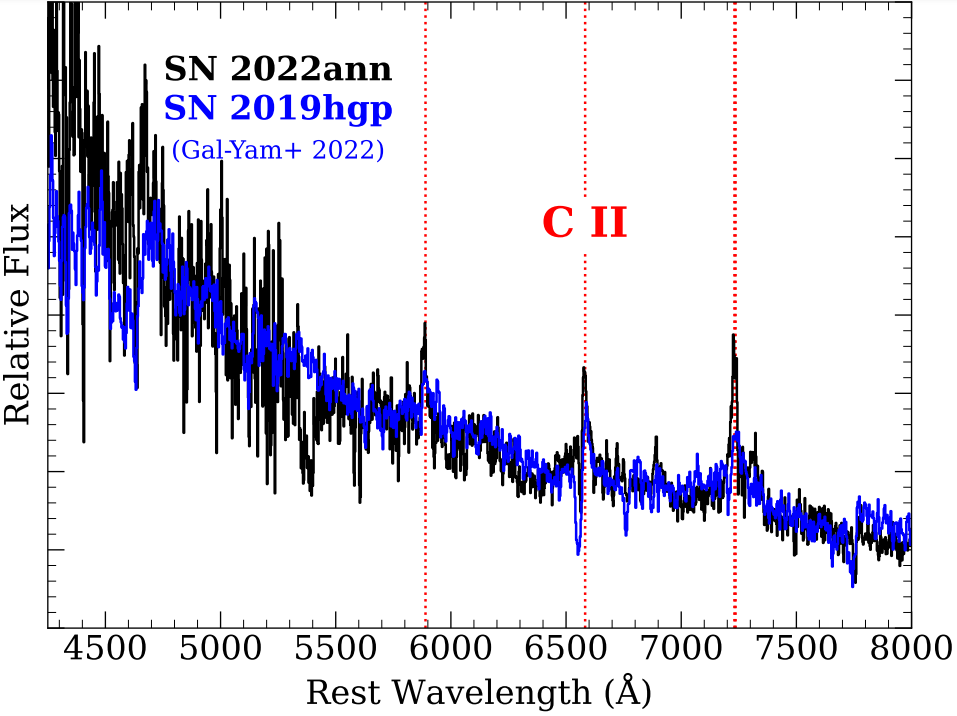 SN 2022ann
SN 2019hgp
(Gal-Yam+ 2022)
C II
Relative Flux
4500 5000 5500 6000 6500 7000 7500 8000
Rest Wavelength (Å)